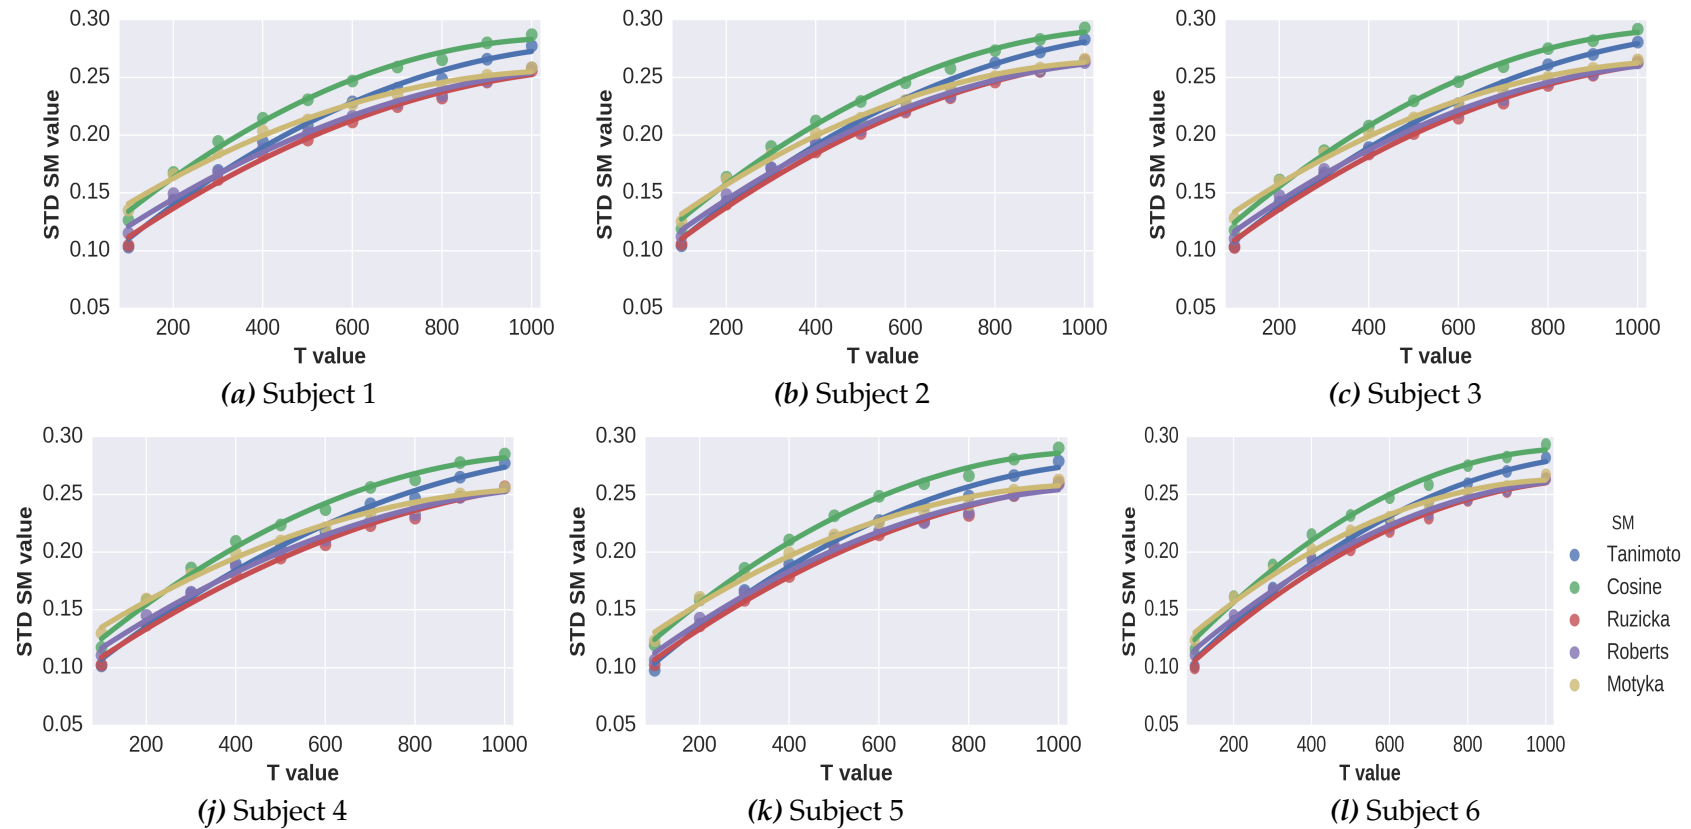 0.30
0.25
0.20
0.15
0.10
0.05
STD SM value
200 400 600 800 1000
T value
(a) Subject 1
0.30
0.25
0.20
0.15
0.10
0.05
STD SM value
200 400 600 800 1000
T value
(b) Subject 2
0.30
0.25
0.20
0.15
0.10
0.05
STD SM value
200 400 600 800 1000
T value
(c) Subject 3
0.30
0.25
0.20
0.15
0.10
0.05
STD SM value
200 400 600 800 1000
T value
(j) Subject 4
0.30
0.25
0.20
0.15
0.10
0.05
STD SM value
200 400 600 800 1000
T value
(k) Subject 5
0.30
0.25
0.20
0.15
0.10
0.05
STD SM value
200 400 600 800 1000
T value
(l) Subject 6
SM
Tanimoto
Cosine
Ruzicka
Roberts
Motyka